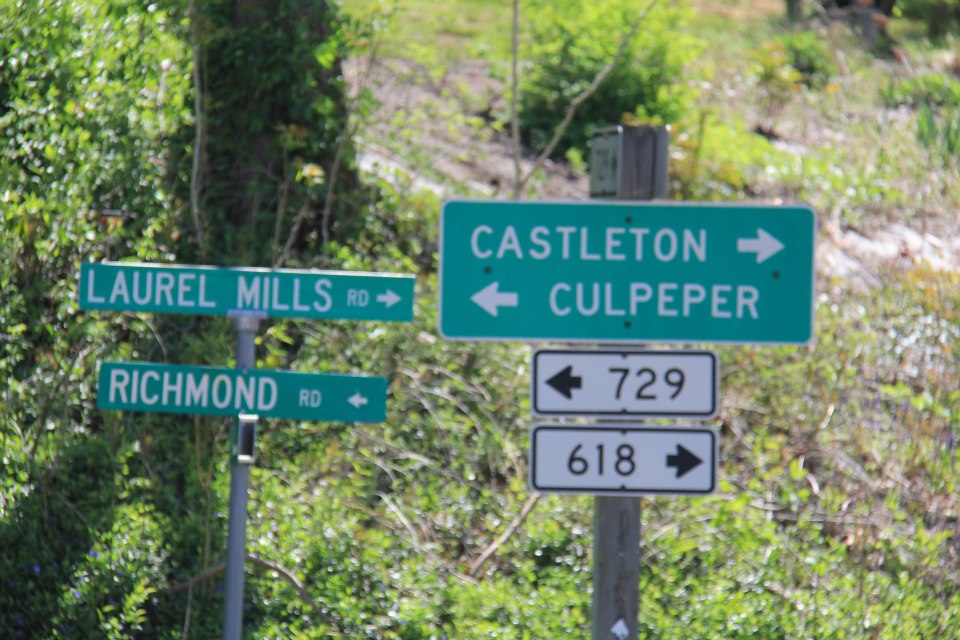 LAUREL MILLS RD →
RICHMOND RD ←
CASTLETON →
← CULPEPER
← 729
618 →